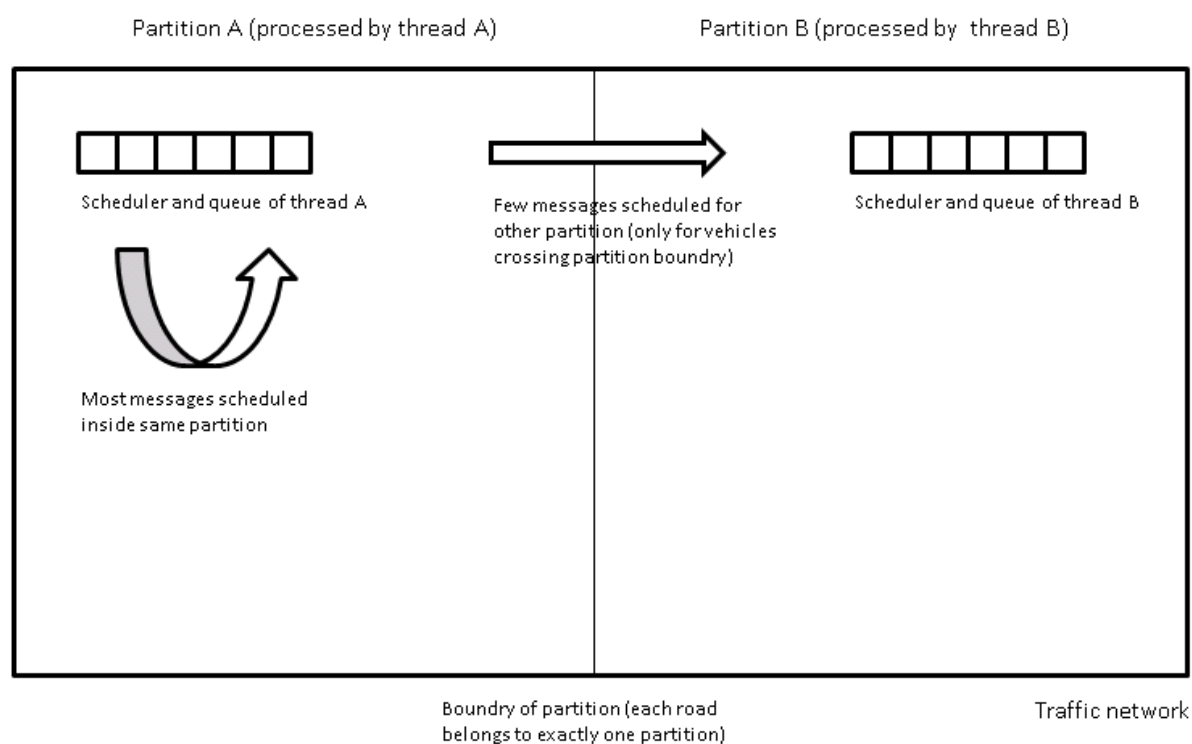 Partition A (processed by thread A)
Partition B (processed by thread B)
Scheduler and queue of thread A
Few messages scheduled for
other partition (only for vehicles
crossing partition boundry)
Scheduler and queue of thread B
Most messages scheduled
inside same partition
Boundry of partition (each road
belongs to exactly one partition)
Traffic network